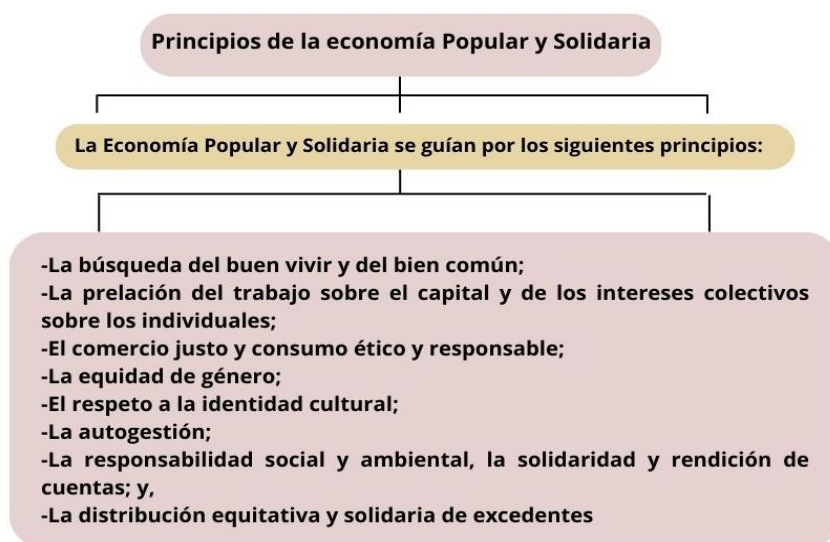 Principios de la economía Popular y Solidaria
La Economía Popular y Solidaria se guían por los siguientes principios:
-La búsqueda del buen vivir y del bien común;
-La prelación del trabajo sobre el capital y de los intereses colectivos
sobre los individuales;
-El comercio justo y consumo ético y responsable;
-La equidad de género;
-El respeto a la identidad cultural;
-La autogestión;
-La responsabilidad social y ambiental, la solidaridad y rendición de
cuentas; y,
-La distribución equitativa y solidaria de excedentes